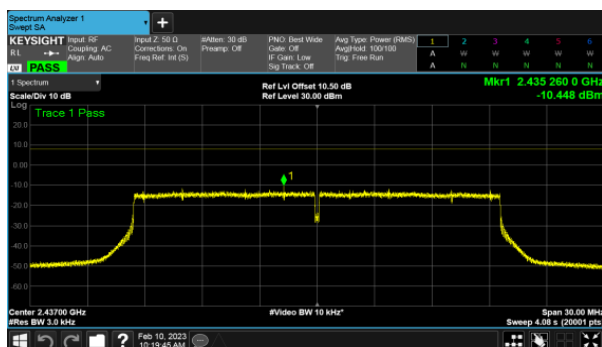 Spectrum Analyzer 1
Swept SA
+
KEYSIGHT Input: RF
R L
Coupling: AC
Align: Auto
LXI PASS
Input Z: 50 Ω
Corrections: On
Freq Ref: Int (S)
#Atten: 30 dB
Preamp: Off
PNO: Best Wide
Gate: Off
IF Gain: Low
Sig Track: Off
Avg Type: Power (RMS)
Avg|Hold: 100/100
Trig: Free Run
1 2 3 4 5 6
A W W W W W
A N N N N N
1 Spectrum
Scale/Div 10 dB
Ref Lvl Offset 10.50 dB
Ref Level 30.00 dBm
Mkr1 2.435 260 0 GHz
-10.448 dBm
Log
Trace 1 Pass
20.0
10.0
0.00
-10.0
-20.0
-30.0
-40.0
-50.0
-60.0
1
Center 2.43700 GHz
#Res BW 3.0 kHz
#Video BW 10 kHz*
Span 30.00 MHz
Sweep 4.08 s (20001 pts)
?
Feb 10, 2023
10:19:45 AM